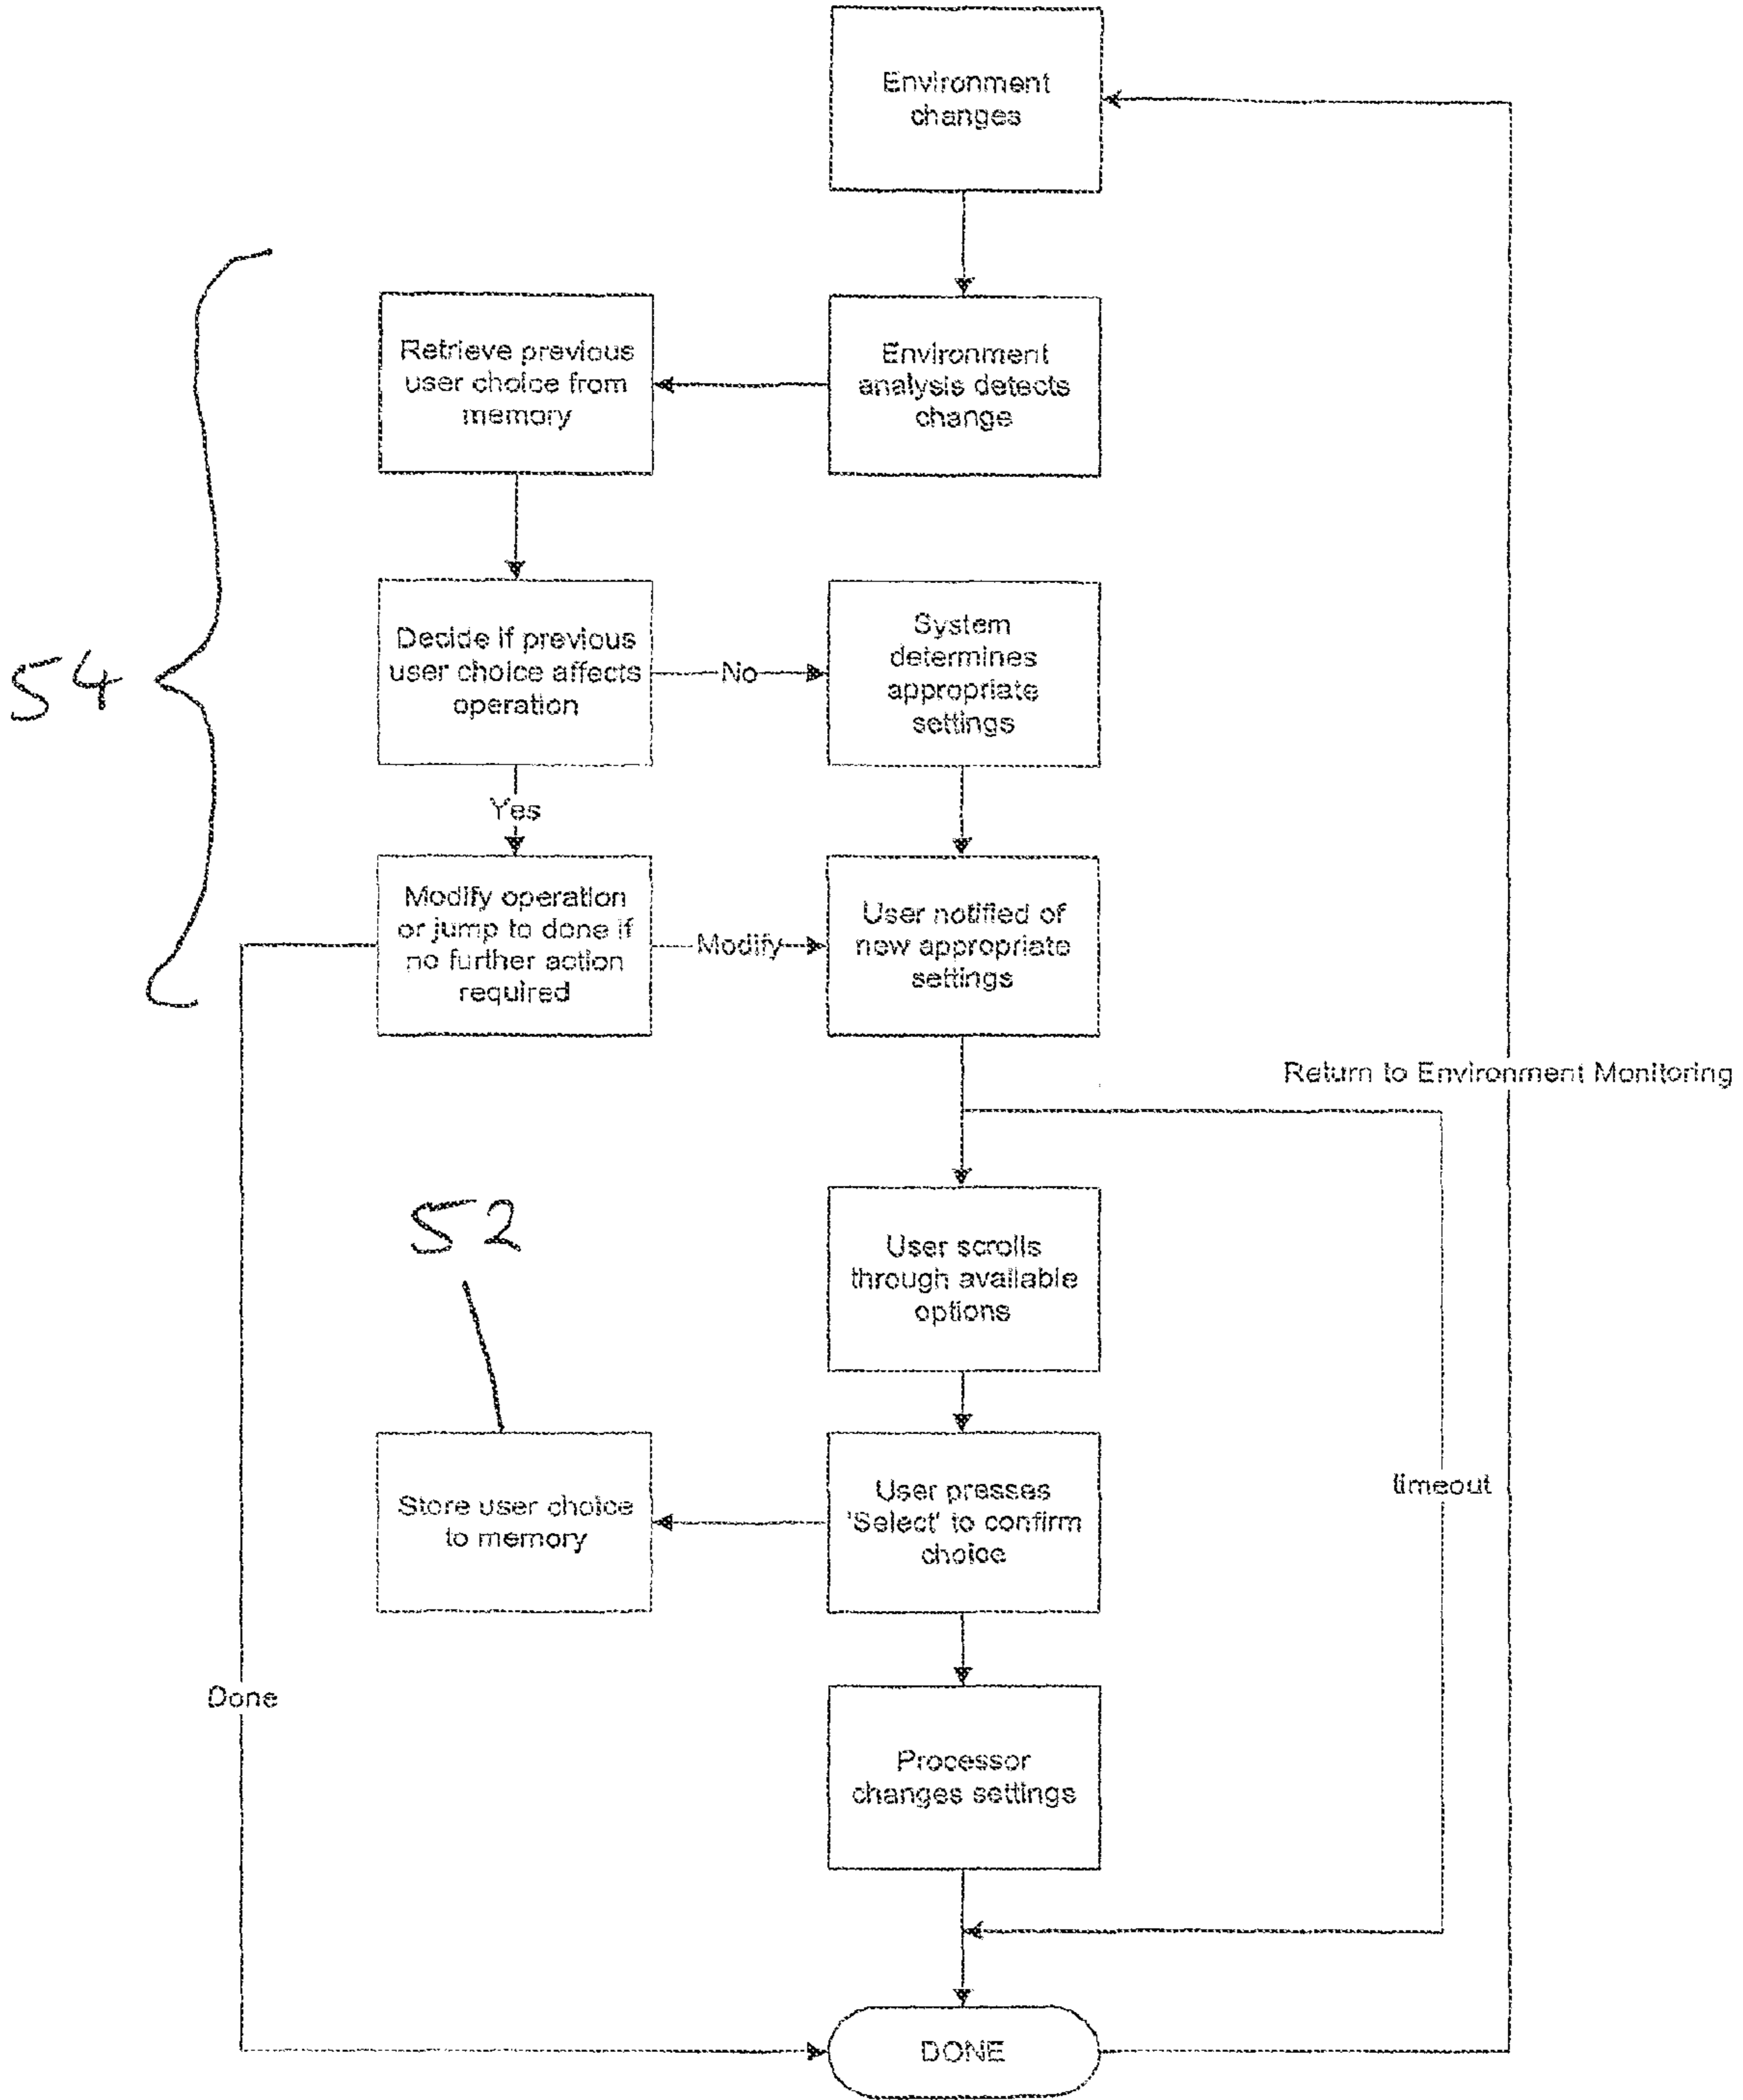 Environment
changes
Retrieve previous
user choice from
memory
Environment
analysis detects
change
54
Decide if previous
user choice affects
operation
No
System
determines
appropriate
settings
Yes
Modify operation
or jump to done if
no further action
required
Modify
User notified of
new appropriate
settings
Return to Environment Monitoring
52
User scrolls
through available
options
Store user choice
to memory
User presses
'Select' to confirm
choice
timeout
Done
Processor
changes settings
DONE